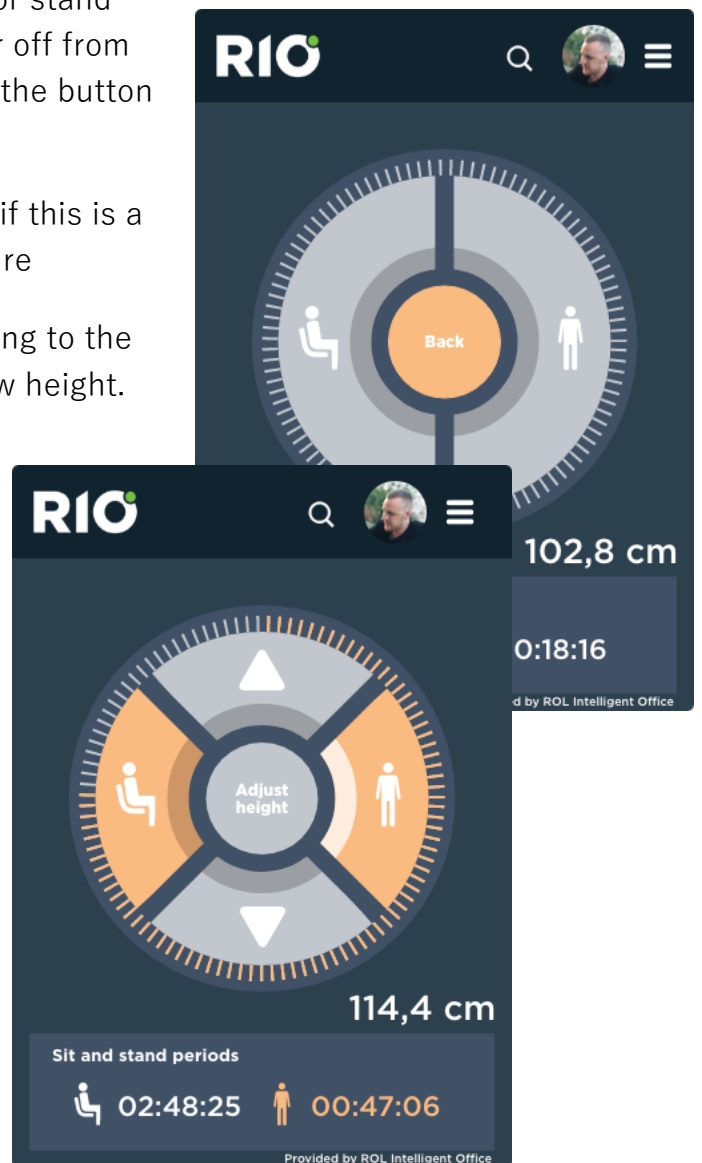 or stand
off from
the button
if this is a
re
ng to the
height.
RIO
Back
102,8 cm
0:18:16
d by ROL Intelligent Office
RIO
Adjust
height
114,4 cm
Sit and stand periods
02:48:25 00:47:06
Provided by ROL Intelligent Office